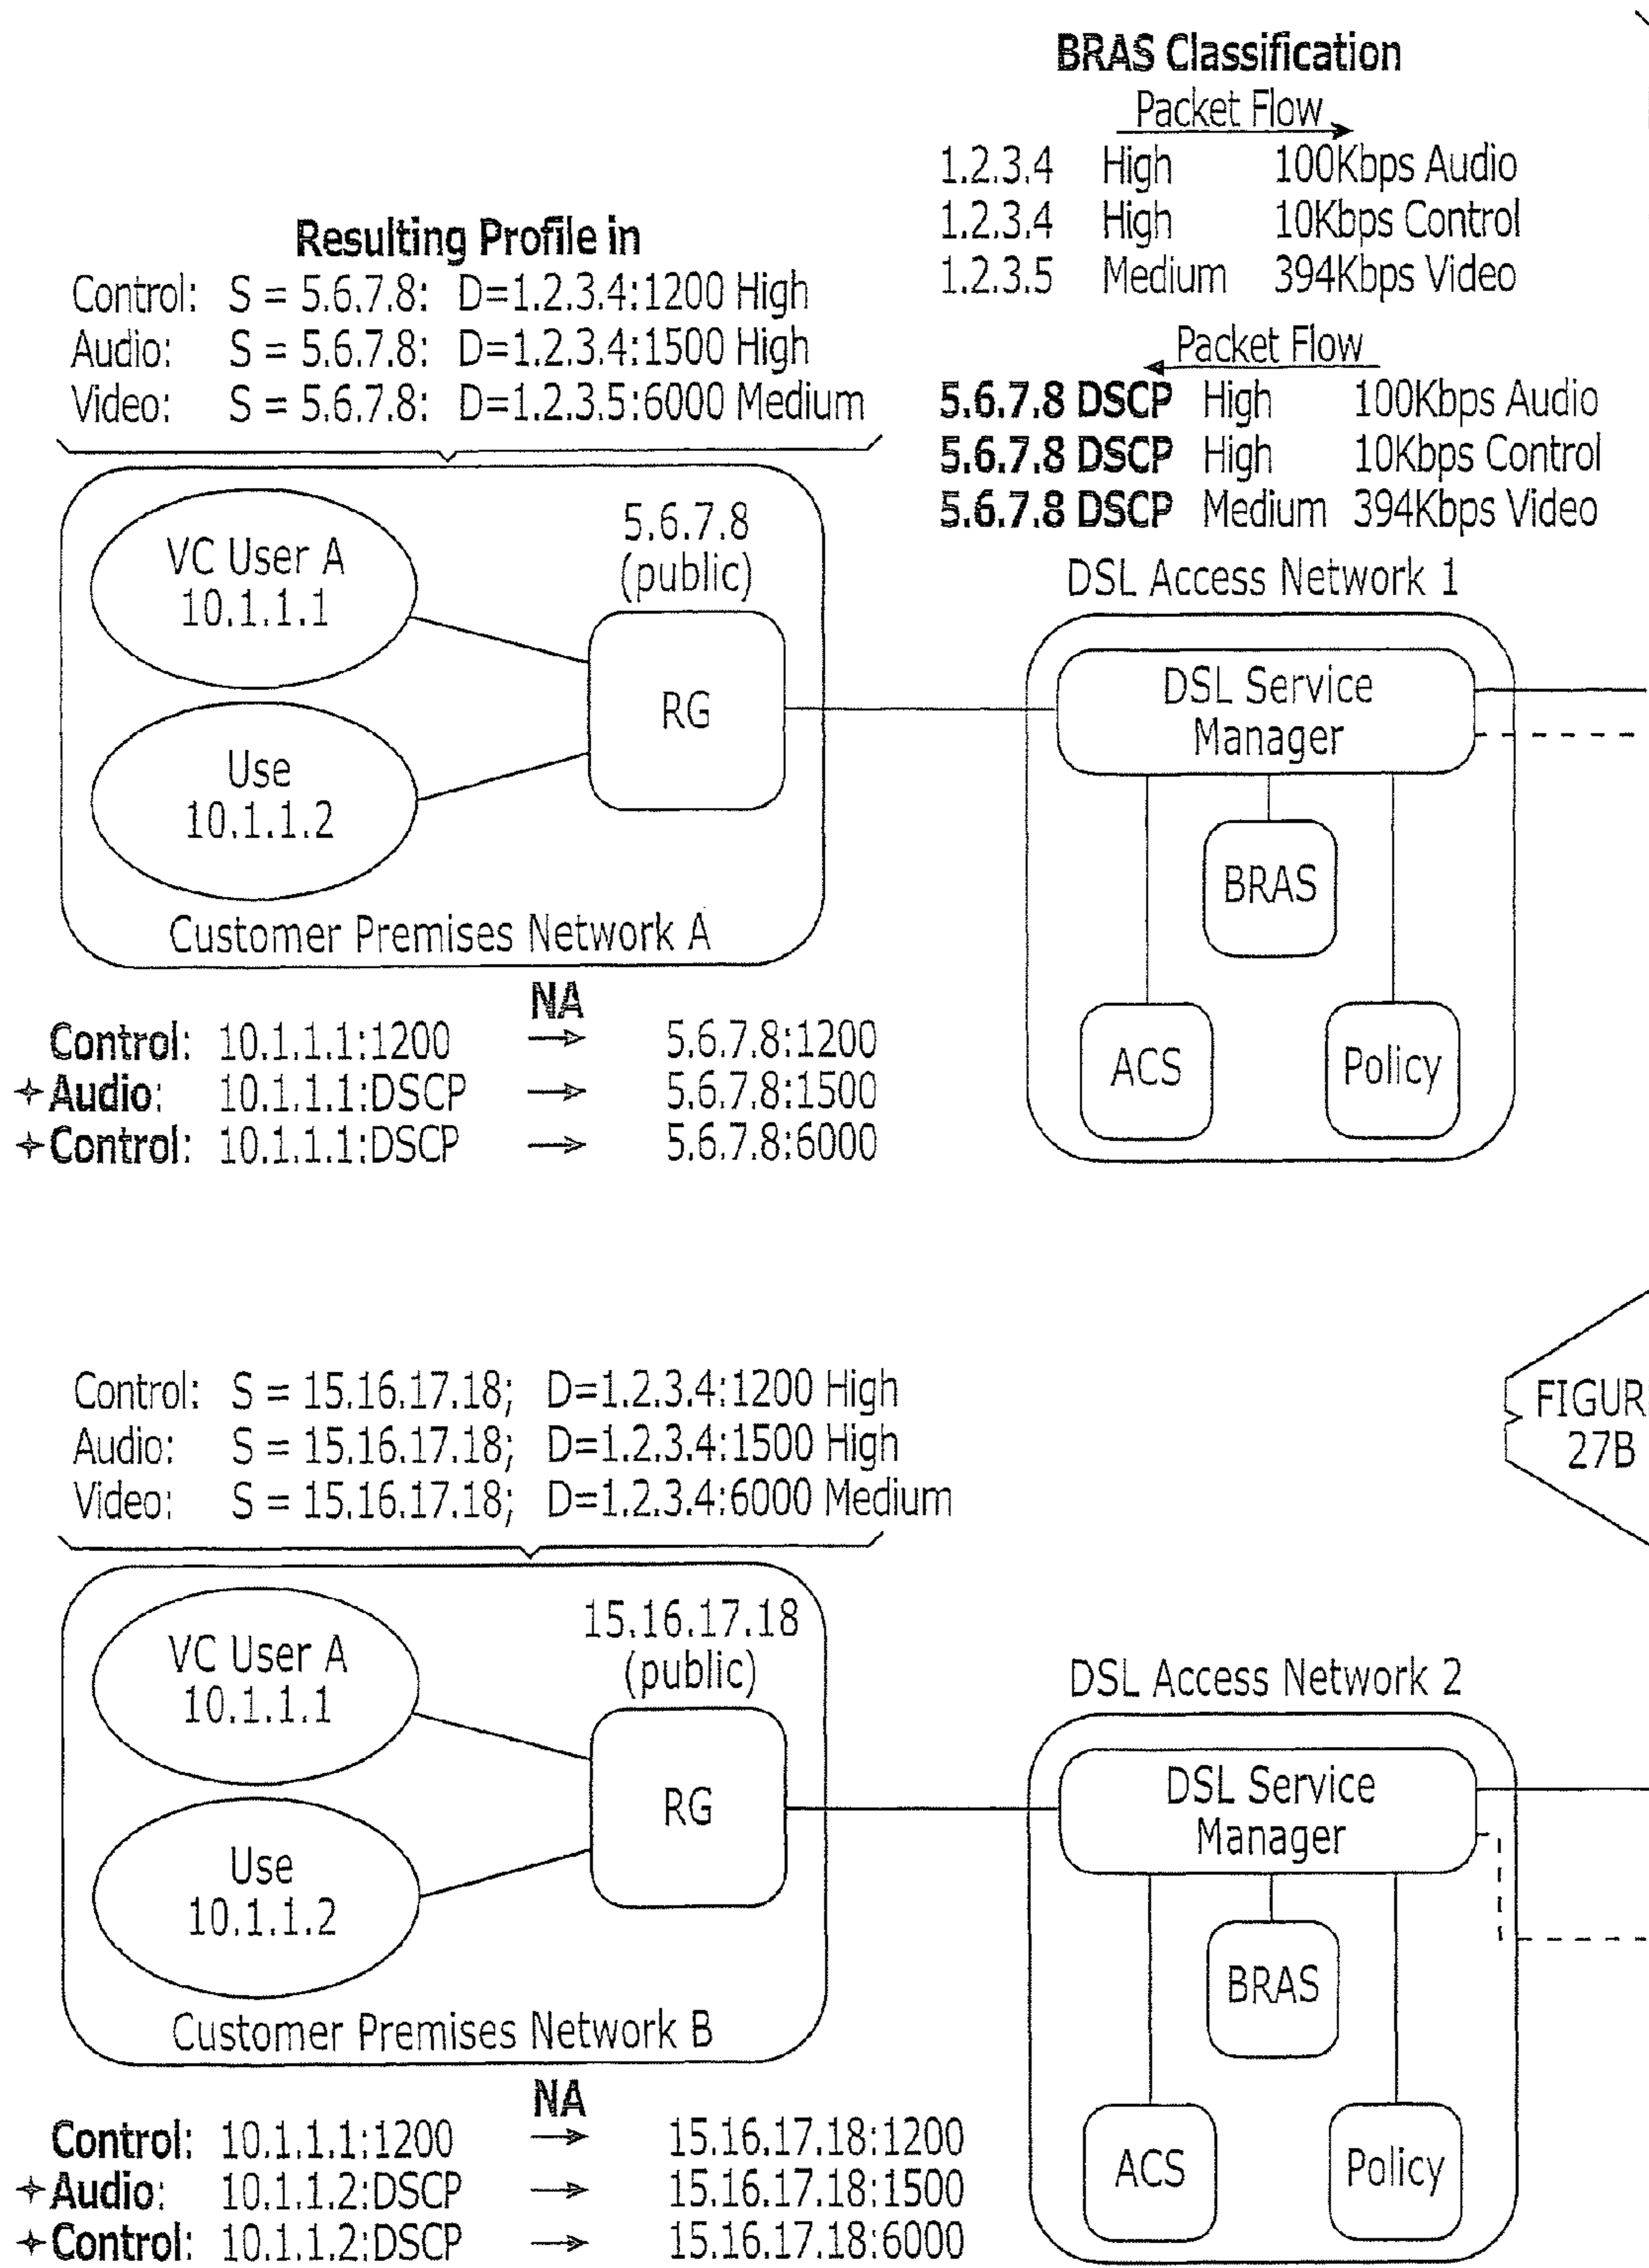 BRAS Classification
Packet Flow
1.2.3.4 High 100Kbps Audio
1.2.3.4 High 10Kbps Control
1.2.3.5 Medium 394Kbps Video
Packet Flow
5.6.7.8 DSCP High 100Kbps Audio
5.6.7.8 DSCP High 10Kbps Control
5.6.7.8 DSCP Medium 394Kbps Video
Resulting Profile in
Control: S = 5.6.7.8: D=1.2.3.4:1200 High
Audio: S = 5.6.7.8: D=1.2.3.4:1500 High
Video: S = 5.6.7.8: D=1.2.3.5:6000 Medium
VC User A
10.1.1.1
Use
10.1.1.2
5.6.7.8
(public)
RG
Customer Premises Network A
DSL Access Network 1
DSL Service
Manager
BRAS
ACS
Policy
NA
Control: 10.1.1.1:1200 → 5.6.7.8:1200
+Audio: 10.1.1.1:DSCP → 5.6.7.8:1500
+Control: 10.1.1.1:DSCP → 5.6.7.8:6000
FIGUR
27B
Control: S = 15.16.17.18; D=1.2.3.4:1200 High
Audio: S = 15.16.17.18; D=1.2.3.4:1500 High
Video: S = 15.16.17.18; D=1.2.3.4:6000 Medium
VC User A
10.1.1.1
Use
10.1.1.2
15.16.17.18
(public)
RG
Customer Premises Network B
DSL Access Network 2
DSL Service
Manager
BRAS
ACS
Policy
NA
Control: 10.1.1.1:1200 → 15.16.17.18:1200
+Audio: 10.1.1.2:DSCP → 15.16.17.18:1500
+Control: 10.1.1.2:DSCP → 15.16.17.18:6000